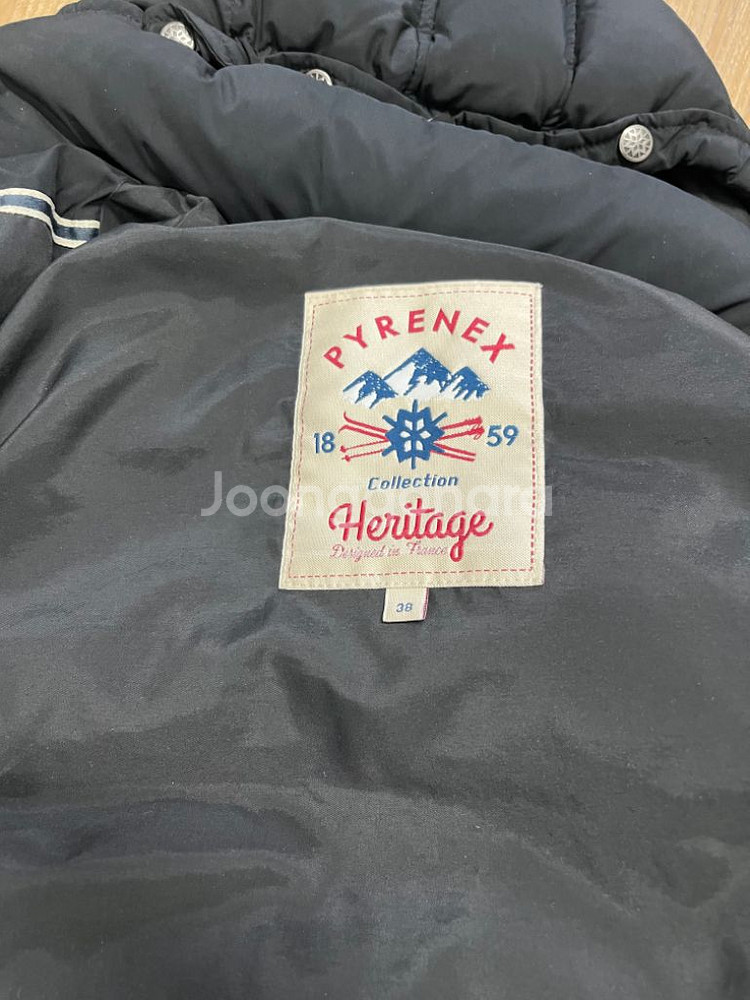 PYRENEX
18 59
Collection
Joonggonara
Heritage
Designed in France
38